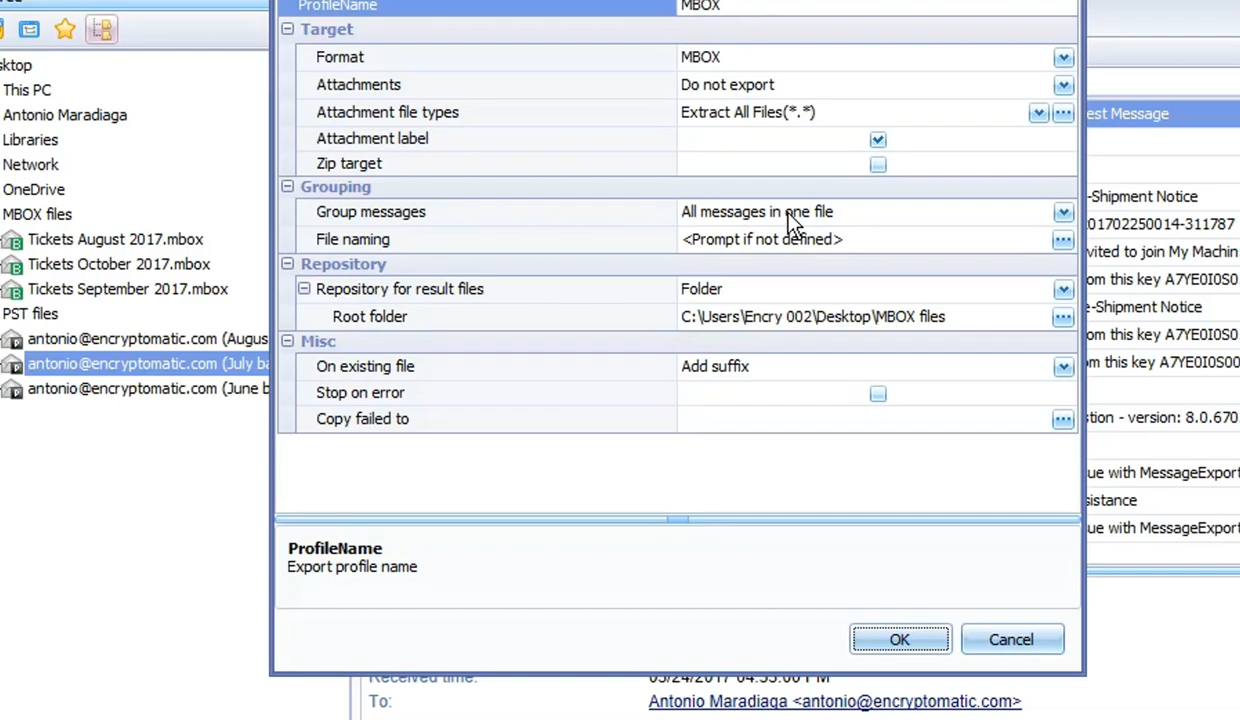 ProfileName MBOX
Target
Format MBOX
Attachments Do not export
Attachment file types Extract All Files(*.*)
Attachment label
Zip target
Grouping
Group messages All messages in one file
File naming <Prompt if not defined>
Repository
Repository for result files Folder
Root folder C:\Users\Encry 002\Desktop\MBOX files
Misc
On existing file Add suffix
Stop on error
Copy failed to
ProfileName
Export profile name
OK Cancel
sktop
This PC
Antonio Maradiaga
Libraries
Network
OneDrive
MBOX files
Tickets August 2017.mbox
Tickets October 2017.mbox
Tickets September 2017.mbox
PST files
antonio@encryptomatic.com (Augus
antonio@encryptomatic.com (July ba
antonio@encryptomatic.com (June b
est Message
-Shipment Notice
01702250014-311787
vited to join My Machin
om this key A7YE0I0S0
e-Shipment Notice
om this key A7YE0I0S0
om this key A7YE0I0S00
stion - version: 8.0.670
ue with MessageExport
sistance
ue with MessageExport
Received time: 05/24/2017 04:55:00 PM
To: Antonio Maradiaga <antonio@encryptomatic.com>